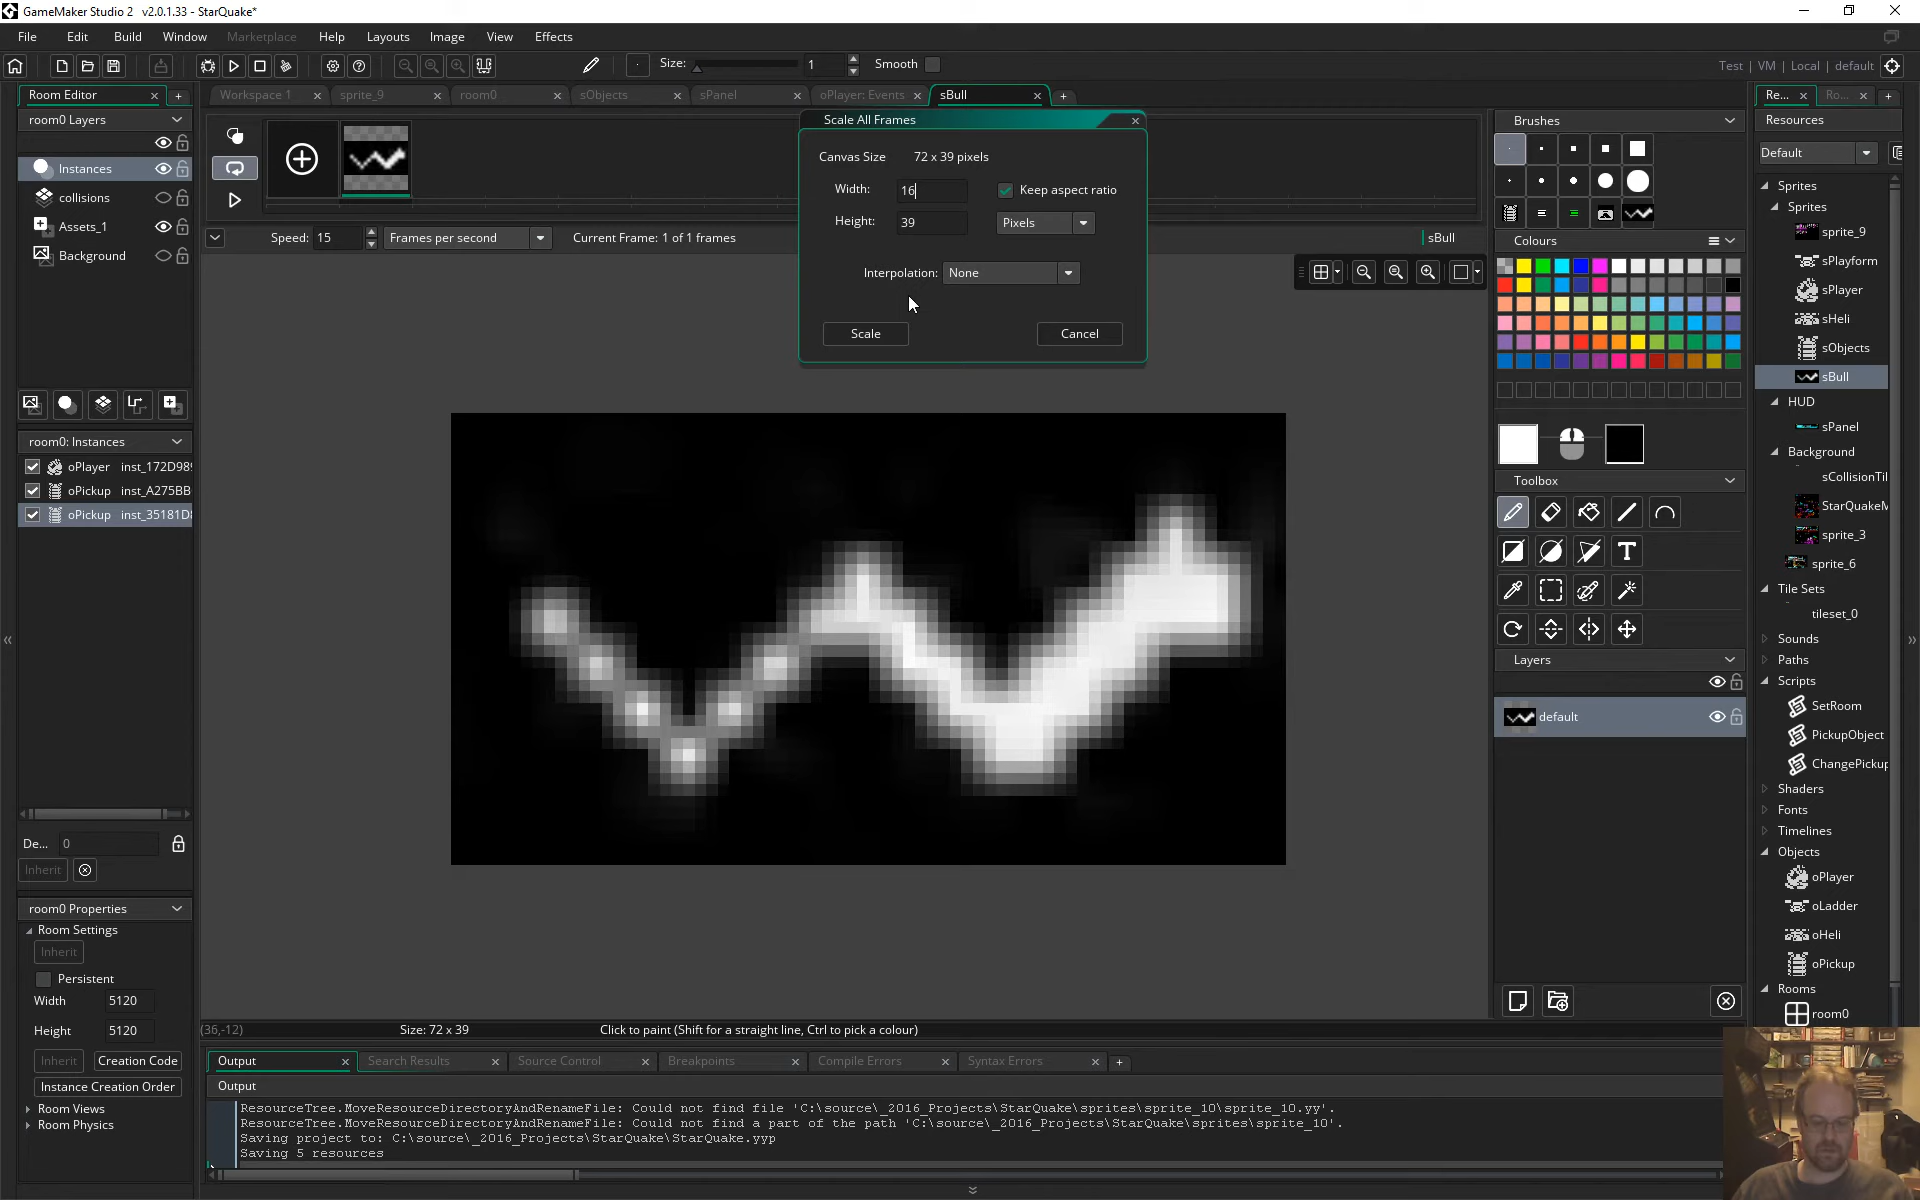 GameMaker Studio 2   v2.0.1.33 - StarQuake*
File Edit Build Window Marketplace Help Layouts Image View Effects
Size: 1 Smooth
Test | VM | Local | default
Room Editor
Workspace 1 sprite_9 room0 sObjects sPanel oPlayer: Events sBull
Re... Ro...
room0 Layers
Instances
collisions
Assets_1
Background
Scale All Frames
Canvas Size 72 x 39 pixels
Width: 16 Keep aspect ratio
Height: 39 Pixels
Interpolation: None
Scale Cancel
Speed: 15 Frames per second Current Frame: 1 of 1 frames sBull
room0: Instances
oPlayer inst_172D98
oPickup inst_A275BB
oPickup inst_35181D
De... 0
Inherit
room0 Properties
Room Settings
Inherit
Persistent
Width 5120
Height 5120
Inherit Creation Code
Instance Creation Order
Room Views
Room Physics
(36,-12) Size: 72 x 39 Click to paint (Shift for a straight line, Ctrl to pick a colour)
Output Search Results Source Control Breakpoints Compile Errors Syntax Errors
Output
ResourceTree.MoveResourceDirectoryAndRenameFile: Could not find file 'C:\source\_2016_Projects\StarQuake\sprites\sprite_10\sprite_10.yy'.
ResourceTree.MoveResourceDirectoryAndRenameFile: Could not find a part of the path 'C:\source\_2016_Projects\StarQuake\sprites\sprite_10'.
Saving project to: C:\source\_2016_Projects\StarQuake\StarQuake.yyp
Saving 5 resources
Brushes
Colours
Toolbox
Layers
default
Resources
Default
Sprites
Sprites
sprite_9
sPlayform
sPlayer
sHeli
sObjects
sBull
HUD
sPanel
Background
sCollisionTil
StarQuakeM
sprite_3
sprite_6
Tile Sets
tileset_0
Sounds
Paths
Scripts
SetRoom
PickupObject
ChangePickup
Shaders
Fonts
Timelines
Objects
oPlayer
oLadder
oHeli
oPickup
Rooms
room0